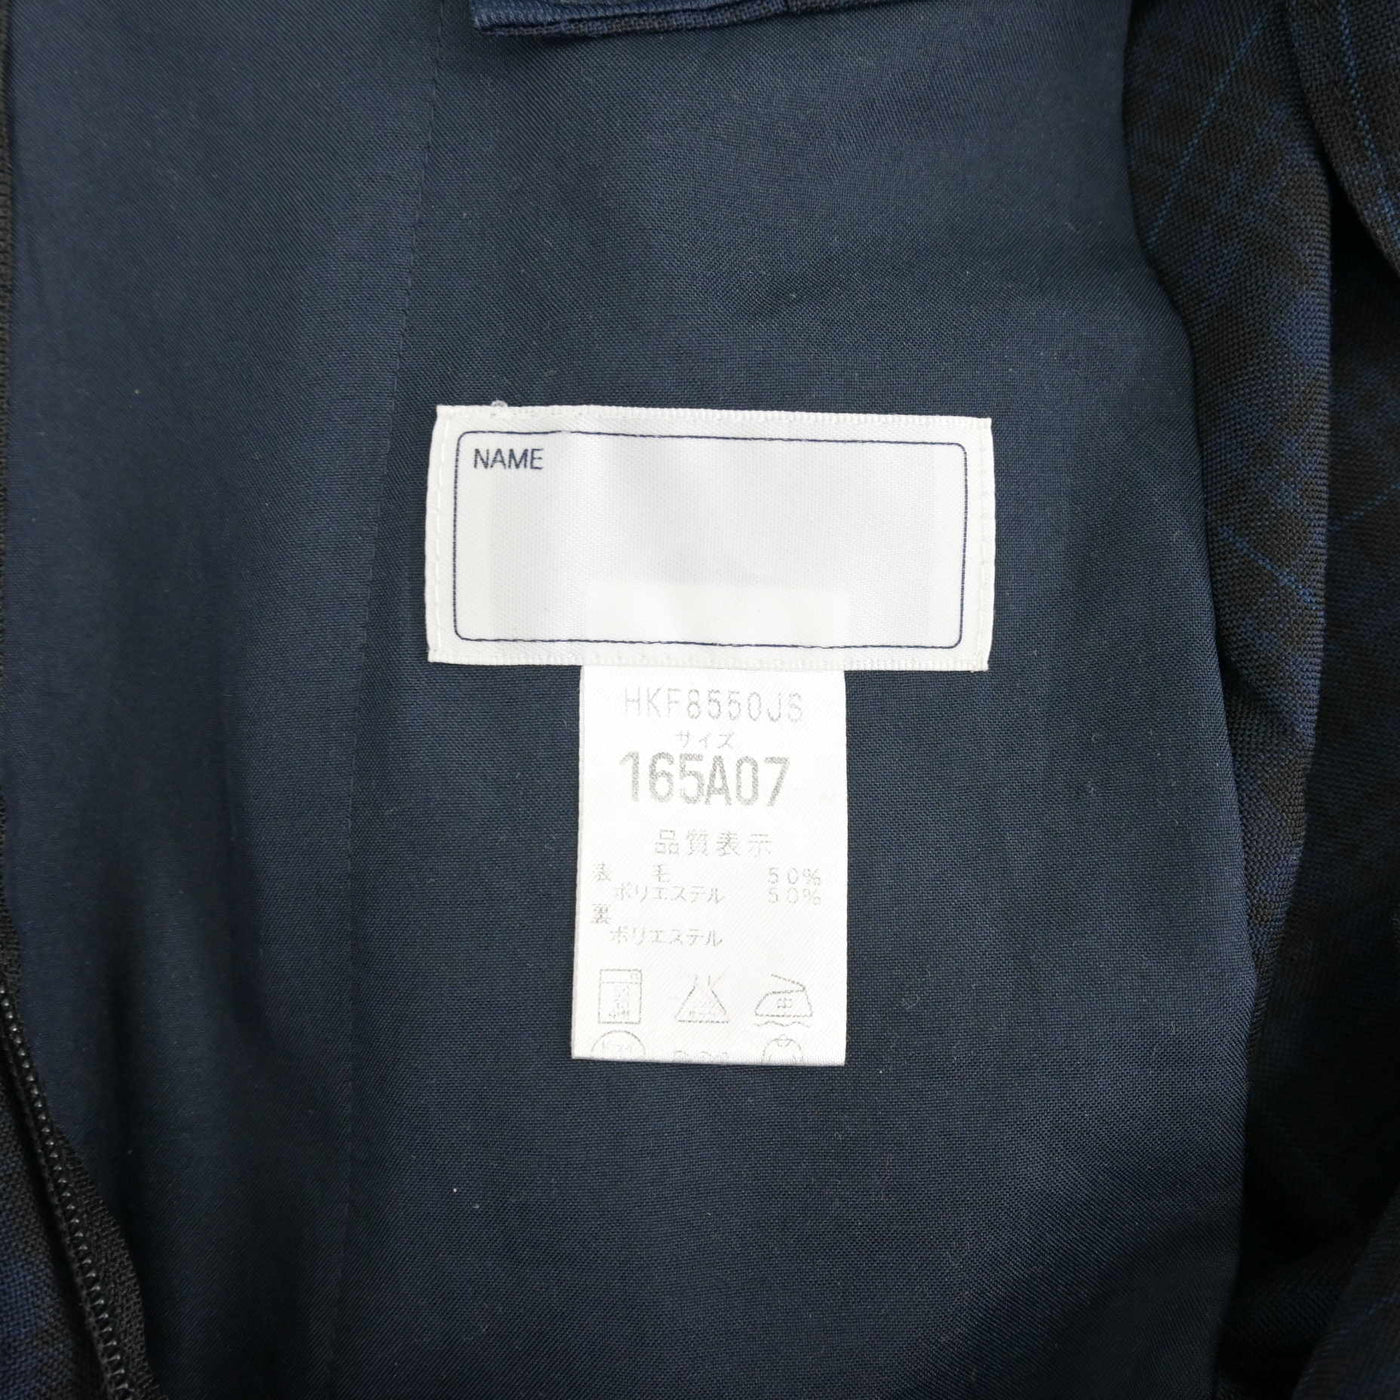 NAME
HKF8550JS
サイズ
165A07
品質表示
表 毛 50%
ポリエステル 50%
裏
ポリエステル
中